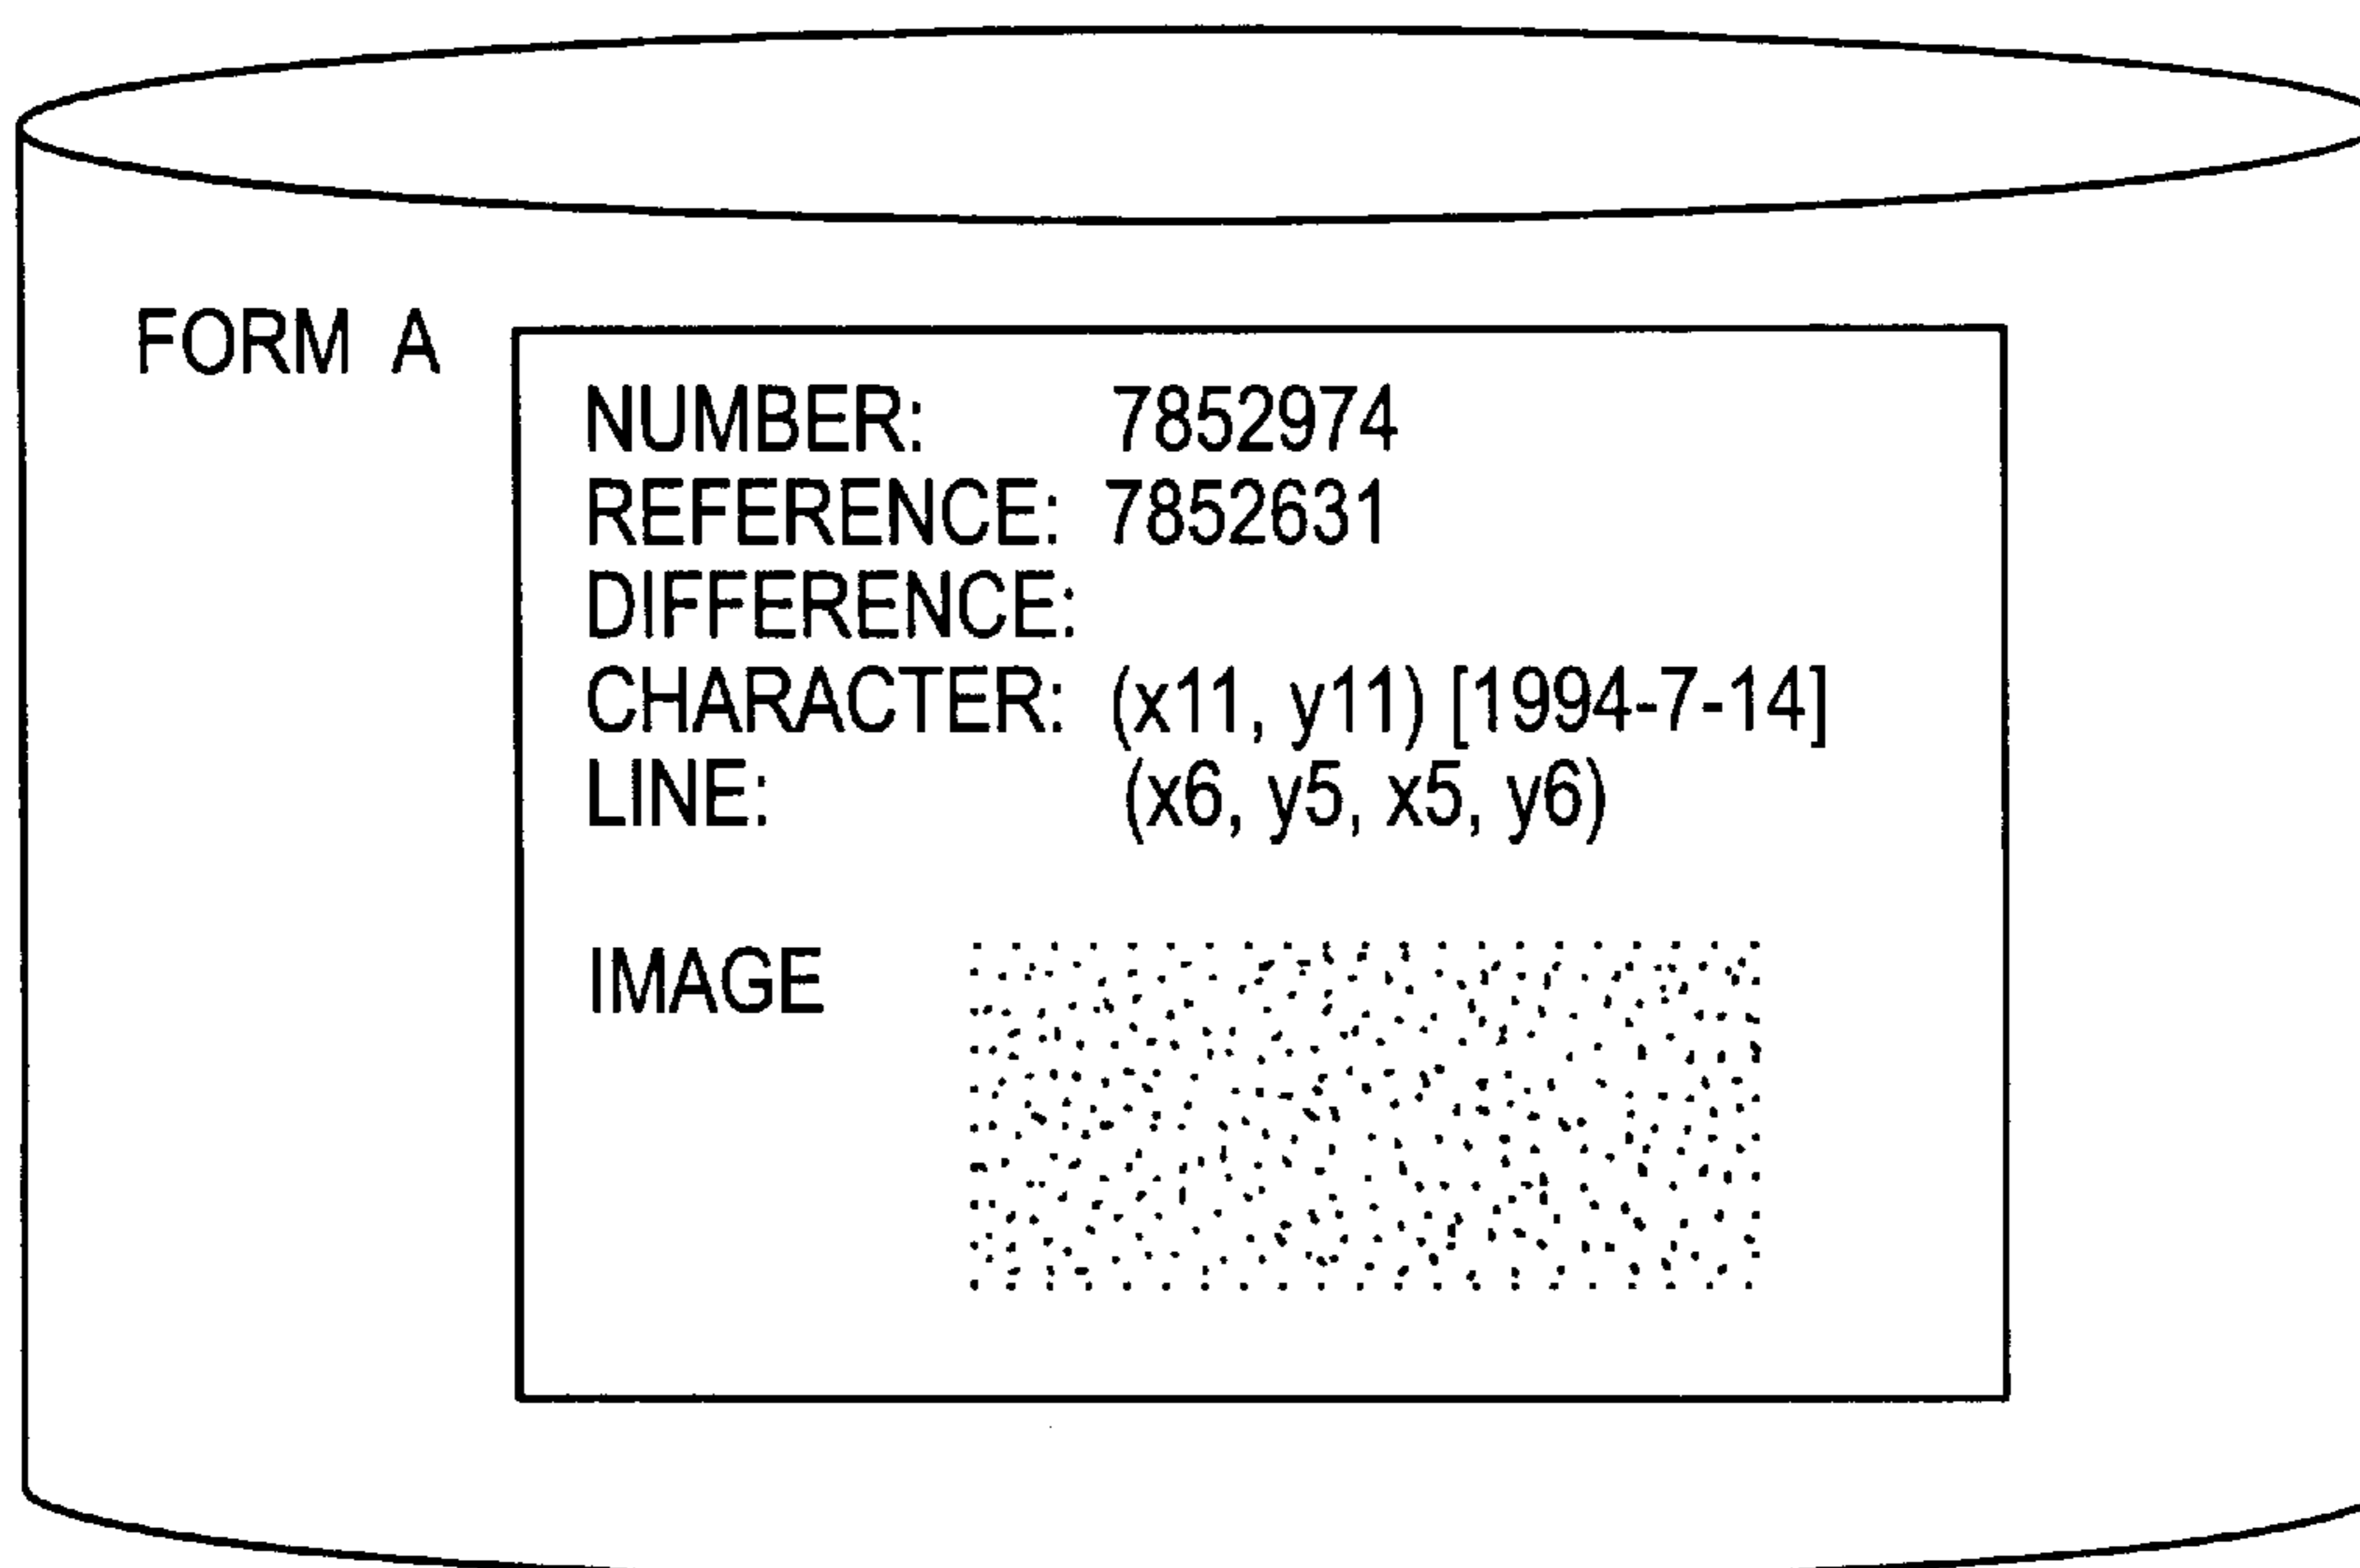 FORM A
NUMBER: 7852974
REFERENCE: 7852631
DIFFERENCE:
CHARACTER: (x11, y11) [1994-7-14]
LINE: (x6, y5, x5, y6)
IMAGE